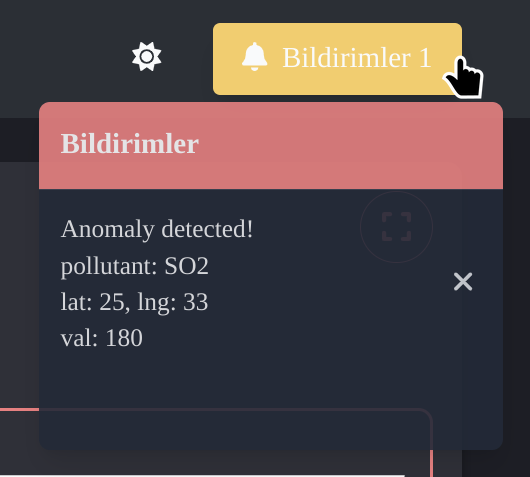 Bildirimler 1
Bildirimler
Anomaly detected!
pollutant: SO2
lat: 25, lng: 33
val: 180